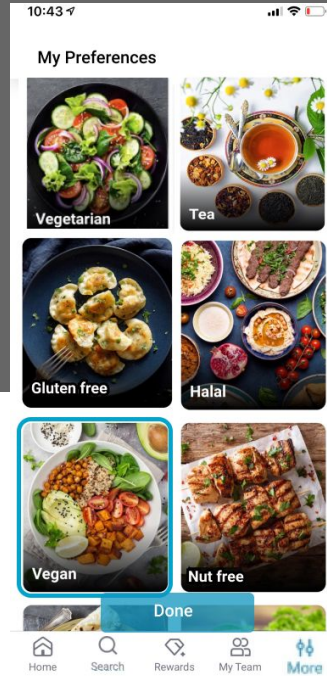 10:43
My Preferences
Vegetarian
Tea
Gluten free
Halal
Vegan
Nut free
Done
Home
Search
Rewards
My Team
More